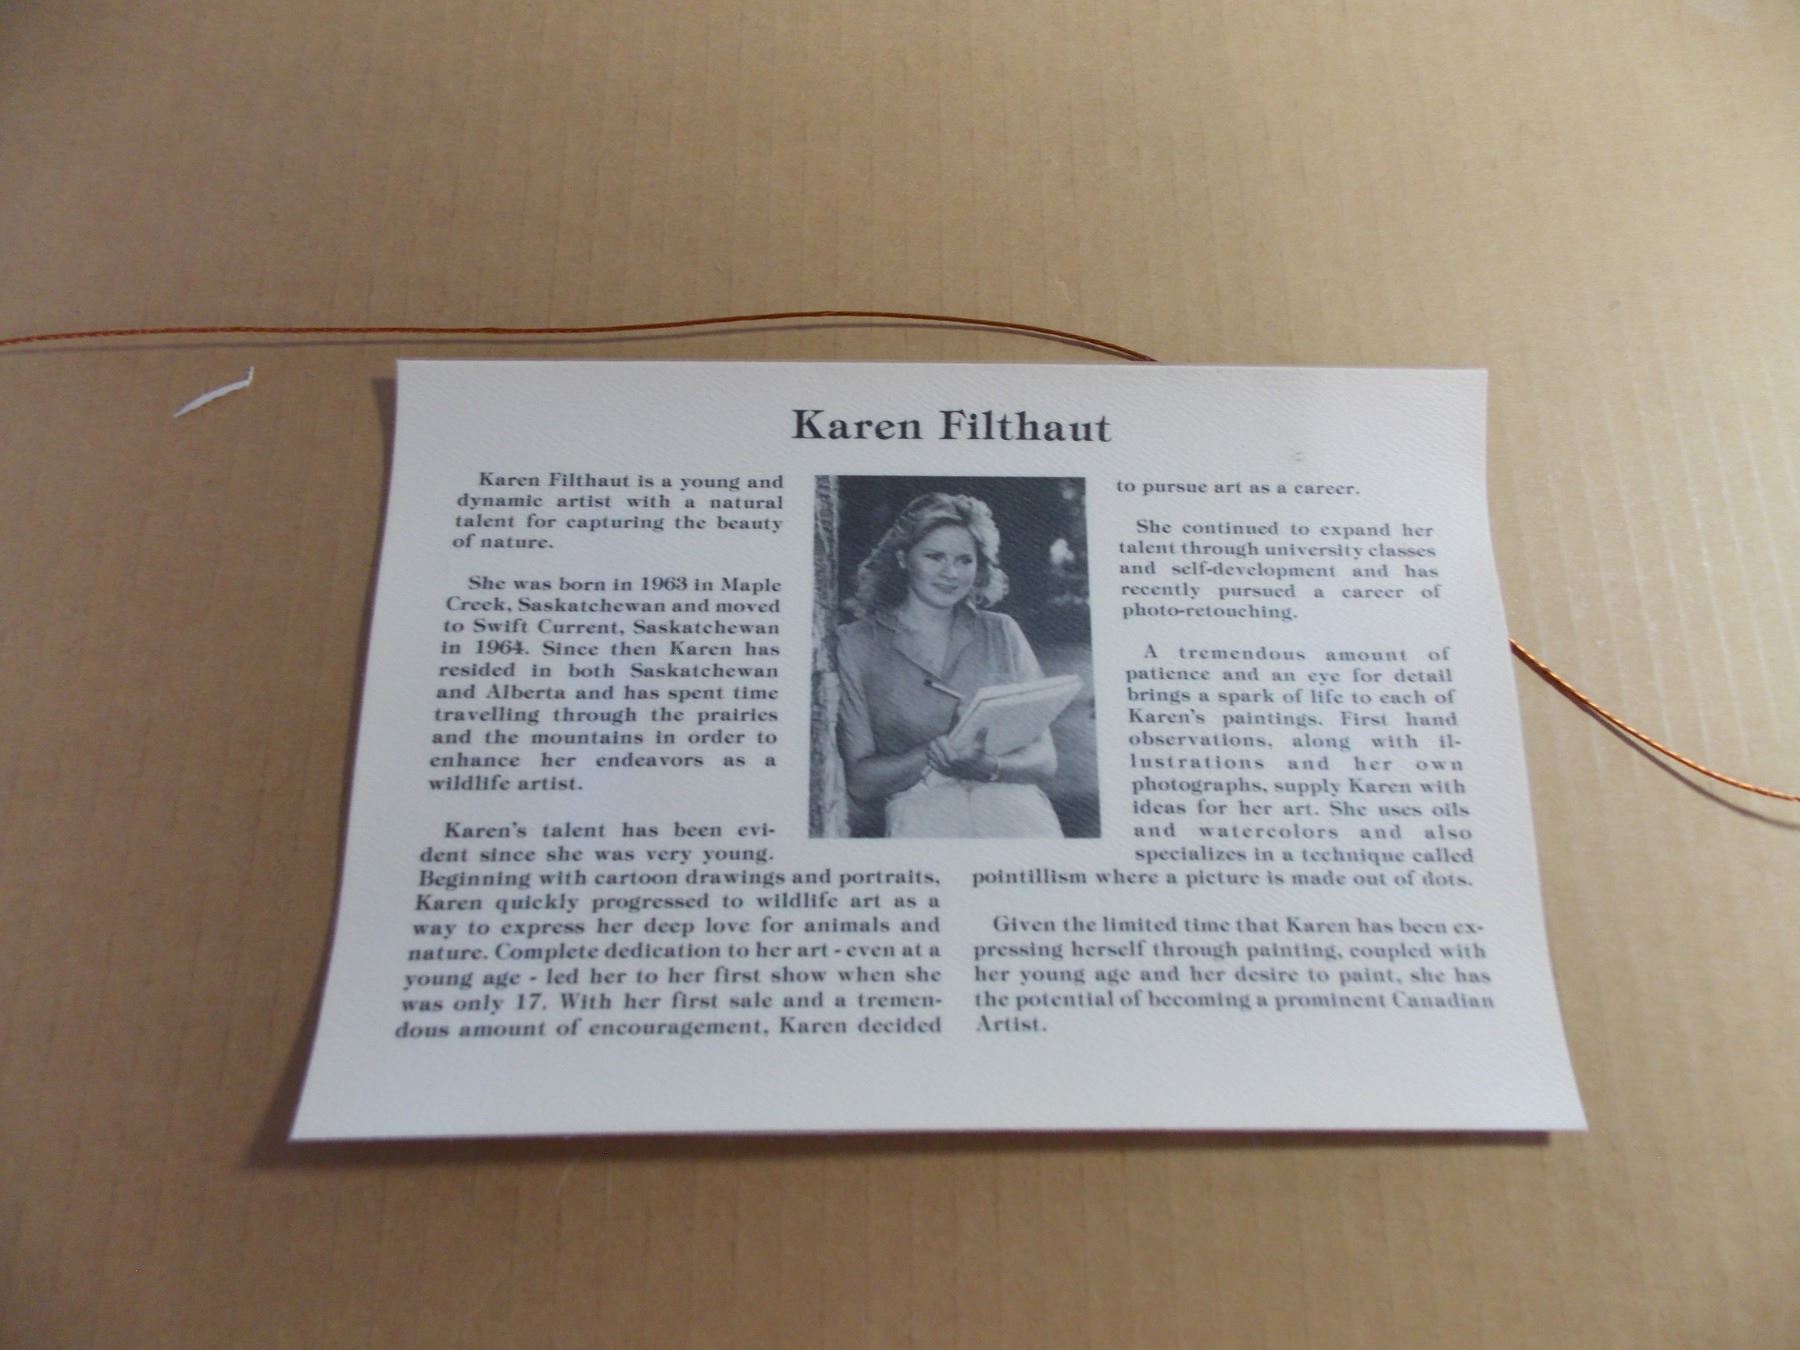 Karen Filthaut
Karen Filthaut is a young and
dynamic artist with a natural
talent for capturing the beauty
of nature.
She was born in 1963 in Maple
Creek, Saskatchewan and moved
to Swift Current, Saskatchewan
in 1964. Since then Karen has
resided in both Saskatchewan
and Alberta and has spent time
travelling through the prairies
and the mountains in order to
enhance her endeavors as a
wildlife artist.
Karen's talent has been evi-
dent since she was very young.
Beginning with cartoon drawings and portraits,
Karen quickly progressed to wildlife art as a
way to express her deep love for animals and
nature. Complete dedication to her art - even at a
young age - led her to her first show when she
was only 17. With her first sale and a tremen-
dous amount of encouragement, Karen decided
to pursue art as a career.
She continued to expand her
talent through university classes
and self-development and has
recently pursued a career of
photo-retouching.
A tremendous amount of
patience and an eye for detail
brings a spark of life to each of
Karen's paintings. First hand
observations, along with il-
lustrations and her own
photographs, supply Karen with
ideas for her art. She uses oils
and watercolors and also
specializes in a technique called
pointillism where a picture is made out of dots.
Given the limited time that Karen has been ex-
pressing herself through painting, coupled with
her young age and her desire to paint, she has
the potential of becoming a prominent Canadian
Artist.